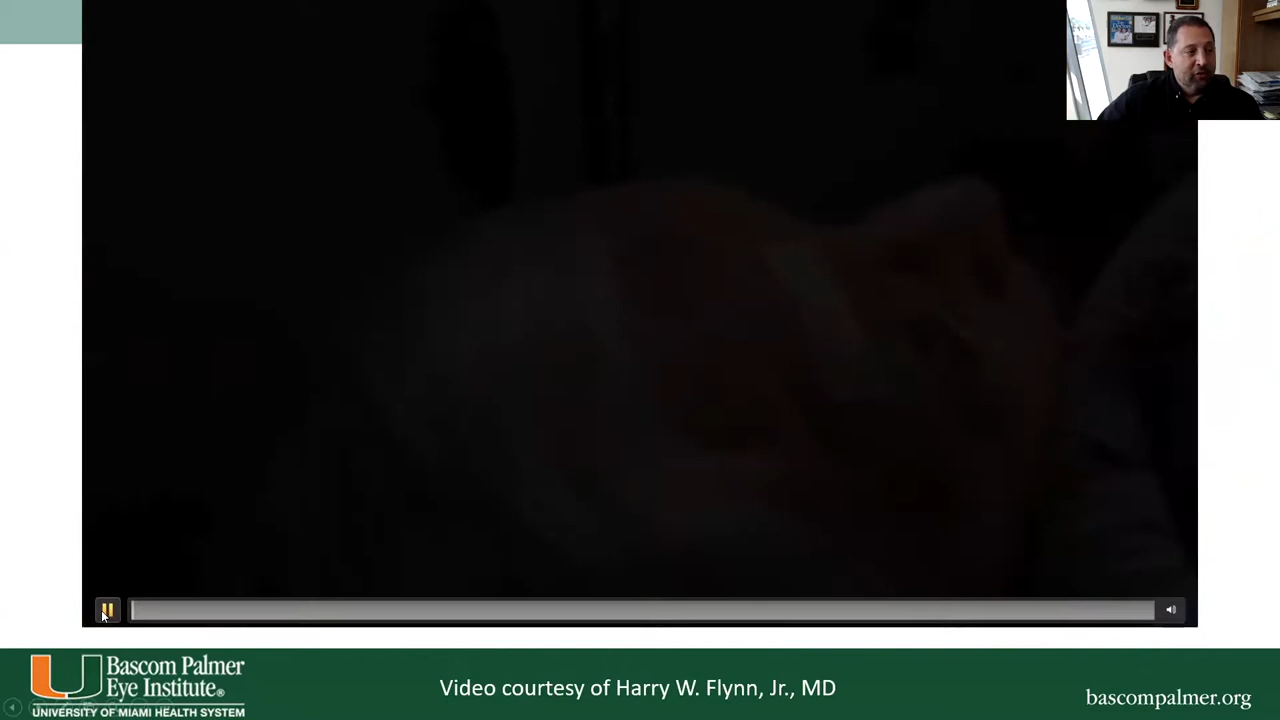 Bascom Palmer
Eye Institute®
UNIVERSITY OF MIAMI HEALTH SYSTEM
Video courtesy of Harry W. Flynn, Jr., MD
bascompalmer.org